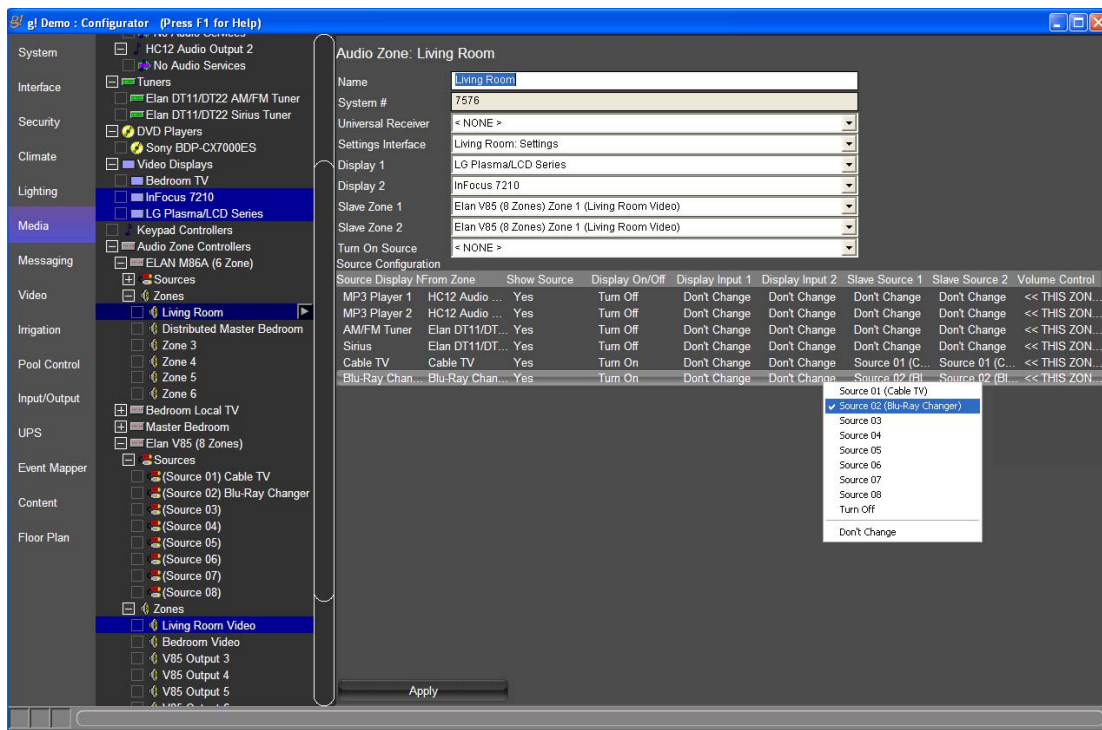 g! Demo : Configurator (Press F1 for Help)
System
Interface
Security
Climate
Lighting
Media
Messaging
Video
Irrigation
Pool Control
Input/Output
UPS
Event Mapper
Content
Floor Plan
No Audio Services
HC12 Audio Output 2
No Audio Services
Tuners
Elan DT11/DT22 AM/FM Tuner
Elan DT11/DT22 Sirius Tuner
DVD Players
Sony BDP-CX7000ES
Video Displays
Bedroom TV
InFocus 7210
LG Plasma/LCD Series
Keypad Controllers
Audio Zone Controllers
ELAN M86A (6 Zone)
Sources
Zones
Living Room
Distributed Master Bedroom
Zone 3
Zone 4
Zone 5
Zone 6
Bedroom Local TV
Master Bedroom
Elan V85 (8 Zones)
Sources
(Source 01) Cable TV
(Source 02) Blu-Ray Changer
(Source 03)
(Source 04)
(Source 05)
(Source 06)
(Source 07)
(Source 08)
Zones
Living Room Video
Bedroom Video
V85 Output 3
V85 Output 4
V85 Output 5
Audio Zone: Living Room
Name Living Room
System # 7576
Universal Receiver < NONE >
Settings Interface Living Room: Settings
Display 1 LG Plasma/LCD Series
Display 2 InFocus 7210
Slave Zone 1 Elan V85 (8 Zones) Zone 1 (Living Room Video)
Slave Zone 2 Elan V85 (8 Zones) Zone 1 (Living Room Video)
Turn On Source < NONE >
Source Configuration
Source Display N From Zone Show Source Display On/Off Display Input 1 Display Input 2 Slave Source 1 Slave Source 2 Volume Control
MP3 Player 1 HC12 Audio ... Yes Turn Off Don't Change Don't Change Don't Change Don't Change << THIS ZON...
MP3 Player 2 HC12 Audio ... Yes Turn Off Don't Change Don't Change Don't Change Don't Change << THIS ZON...
AM/FM Tuner Elan DT11/DT... Yes Turn Off Don't Change Don't Change Don't Change Don't Change << THIS ZON...
Sirius Elan DT11/DT... Yes Turn Off Don't Change Don't Change Don't Change Don't Change << THIS ZON...
Cable TV Cable TV Yes Turn On Don't Change Don't Change Source 01 (C... Source 01 (C... << THIS ZON...
Blu-Ray Chan... Blu-Ray Chan... Yes Turn On Don't Change Don't Change Source 02 (Bl... Source 02 (Bl... << THIS ZON...
Source 01 (Cable TV)
Source 02 (Blu-Ray Changer)
Source 03
Source 04
Source 05
Source 06
Source 07
Source 08
Turn Off
Don't Change
Apply